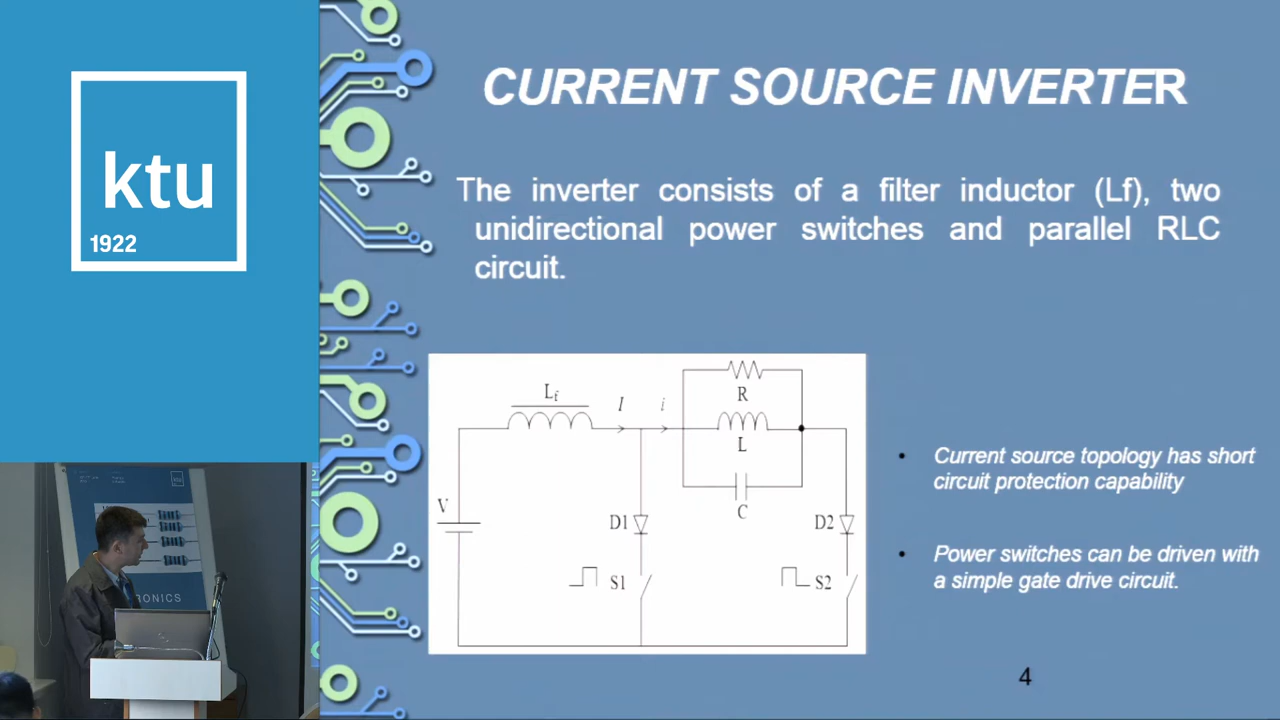 ktu
1922
CURRENT SOURCE INVERTER
The inverter consists of a filter inductor (Lf), two
unidirectional power switches and parallel RLC
circuit.
Lf
I
i
R
L
C
V
D1
D2
S1
S2
Current source topology has short
circuit protection capability
Power switches can be driven with
a simple gate drive circuit.
4